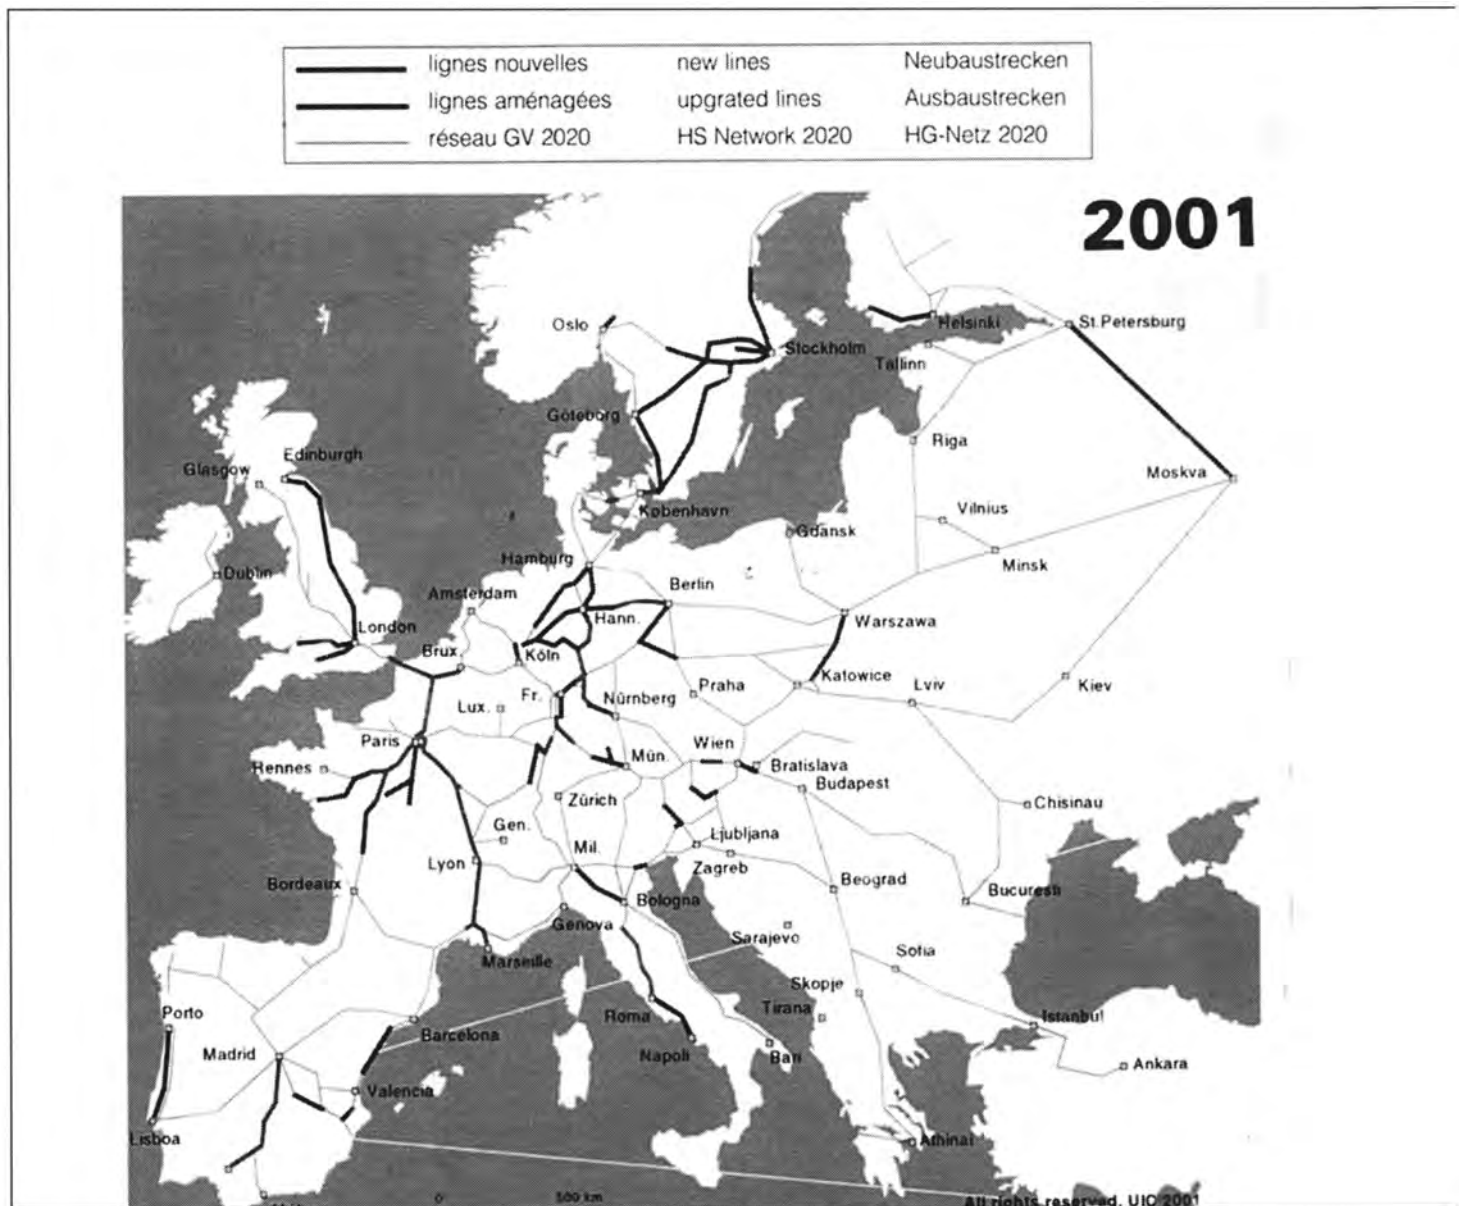 lignes nouvelles new lines Neubaustrecken
lignes aménagées upgrated lines Ausbaustrecken
réseau GV 2020 HS Network 2020 HG-Netz 2020
2001
Oslo
Helsinki
St.Petersburg
Stockholm
Tallinn
Göteborg
Riga
Edinburgh
Glasgow
Moskva
København
Vilnius
Gdansk
Hamburg
Minsk
Dublin
Berlin
Amsterdam
Hann.
Warszawa
London
Brux
Köln
Katowice
Lviv
Kiev
Fr.
Nürnberg
Praha
Lux.
Paris
Wien
Rennes
Mün.
Bratislava
Budapest
Zürich
Chisinau
Gen.
Ljubljana
Lyon
Mil.
Zagreb
Bordeaux
Beograd
Bucuresti
Bologna
Genova
Sarajevo
Sofia
Marseille
Skopje
Porto
Roma
Tirana
Istanbul
Barcelona
Madrid
Napoli
Bari
Ankara
Valencia
Lisboa
Athinai
0 500 km
All rights reserved, UIC 2001